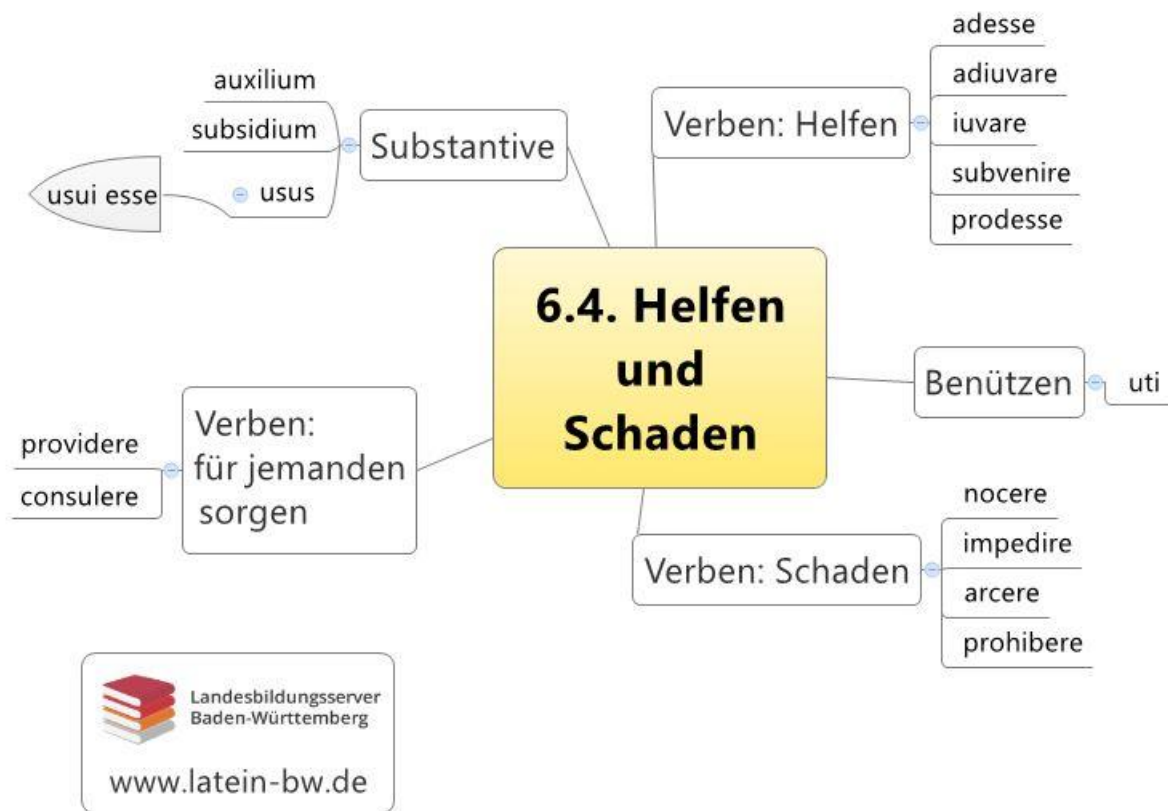 6.4. Helfen
und
Schaden
Substantive
auxilium
subsidium
usus
usui esse
Verben: Helfen
adesse
adiuvare
iuvare
subvenire
prodesse
Benützen
uti
Verben:
für jemanden
sorgen
providere
consulere
Verben: Schaden
nocere
impedire
arcere
prohibere
Landesbildungsserver
Baden-Württemberg
www.latein-bw.de